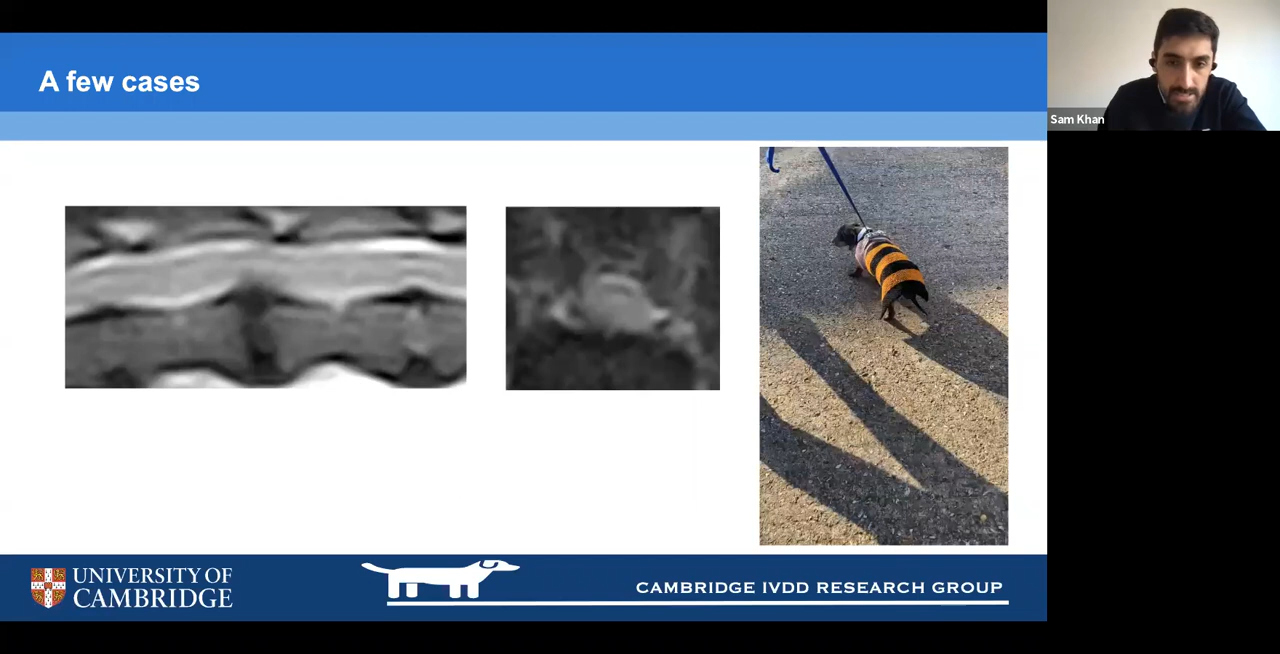 A few cases
Sam Khan
UNIVERSITY OF
CAMBRIDGE
CAMBRIDGE IVDD RESEARCH GROUP